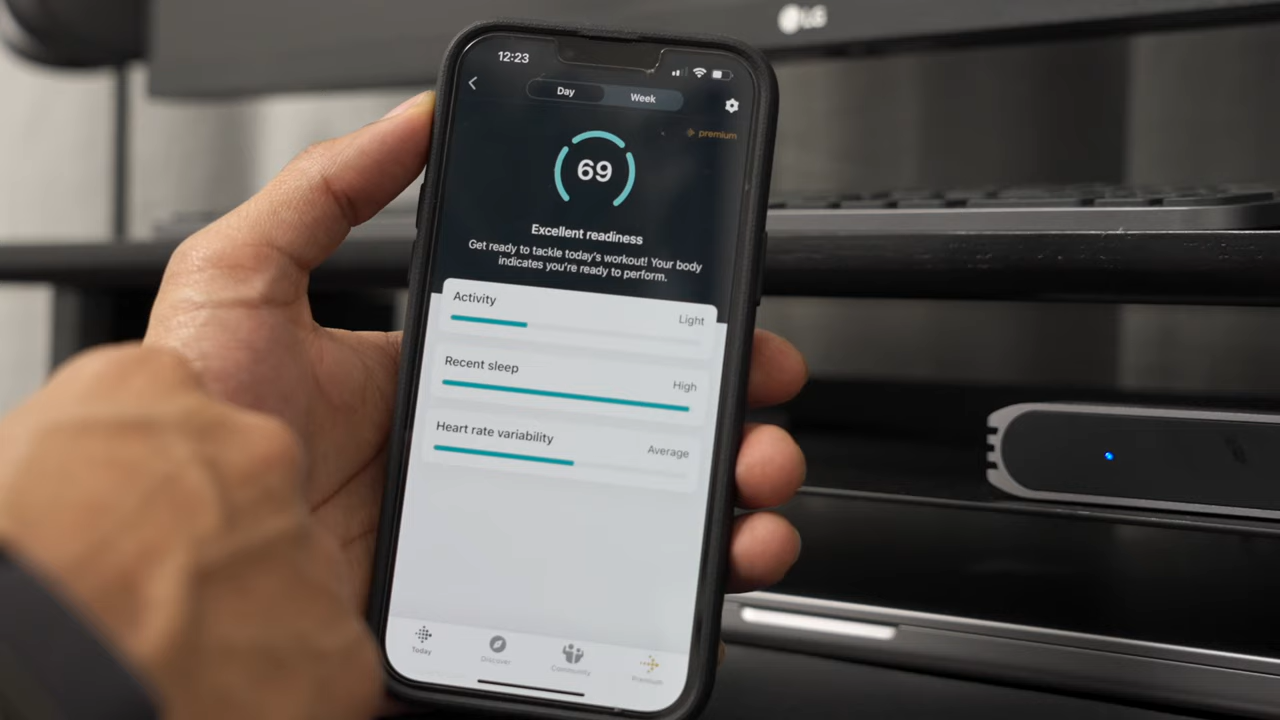 LG
12:23
Day
Week
premium
69
Excellent readiness
Get ready to tackle today's workout! Your body
indicates you're ready to perform.
Activity
Light
Recent sleep
High
Heart rate variability
Average
Today
Discover
Community
Premium